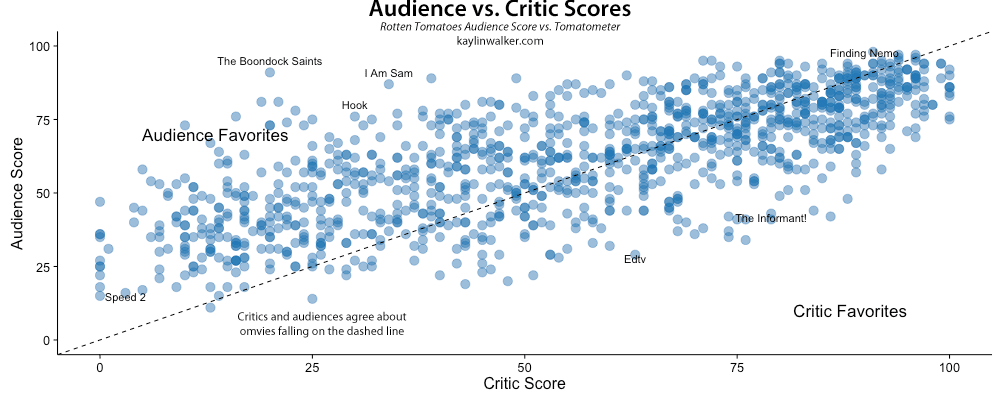 Audience vs. Critic Scores
Rotten Tomatoes Audience Score vs. Tomatometer
kaylinwalker.com
Finding Nemo
The Boondock Saints
I Am Sam
Hook
Audience Favorites
The Informant!
Edtv
Speed 2
Critic Favorites
Critics and audiences agree about
omvies falling on the dashed line
Audience Score
100
75
50
25
0
0 25 50 75 100
Critic Score